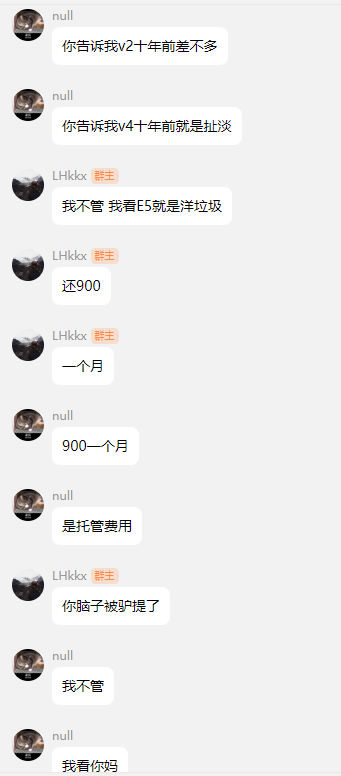 null
你告诉我v2十年前差不多
null
你告诉我v4十年前就是扯淡
LHkkx 群主
我不管 我看E5就是洋垃圾
LHkkx 群主
还900
LHkkx 群主
一个月
null
900一个月
null
是托管费用
LHkkx 群主
你脑子被驴提了
null
我不管
null
我看你妈